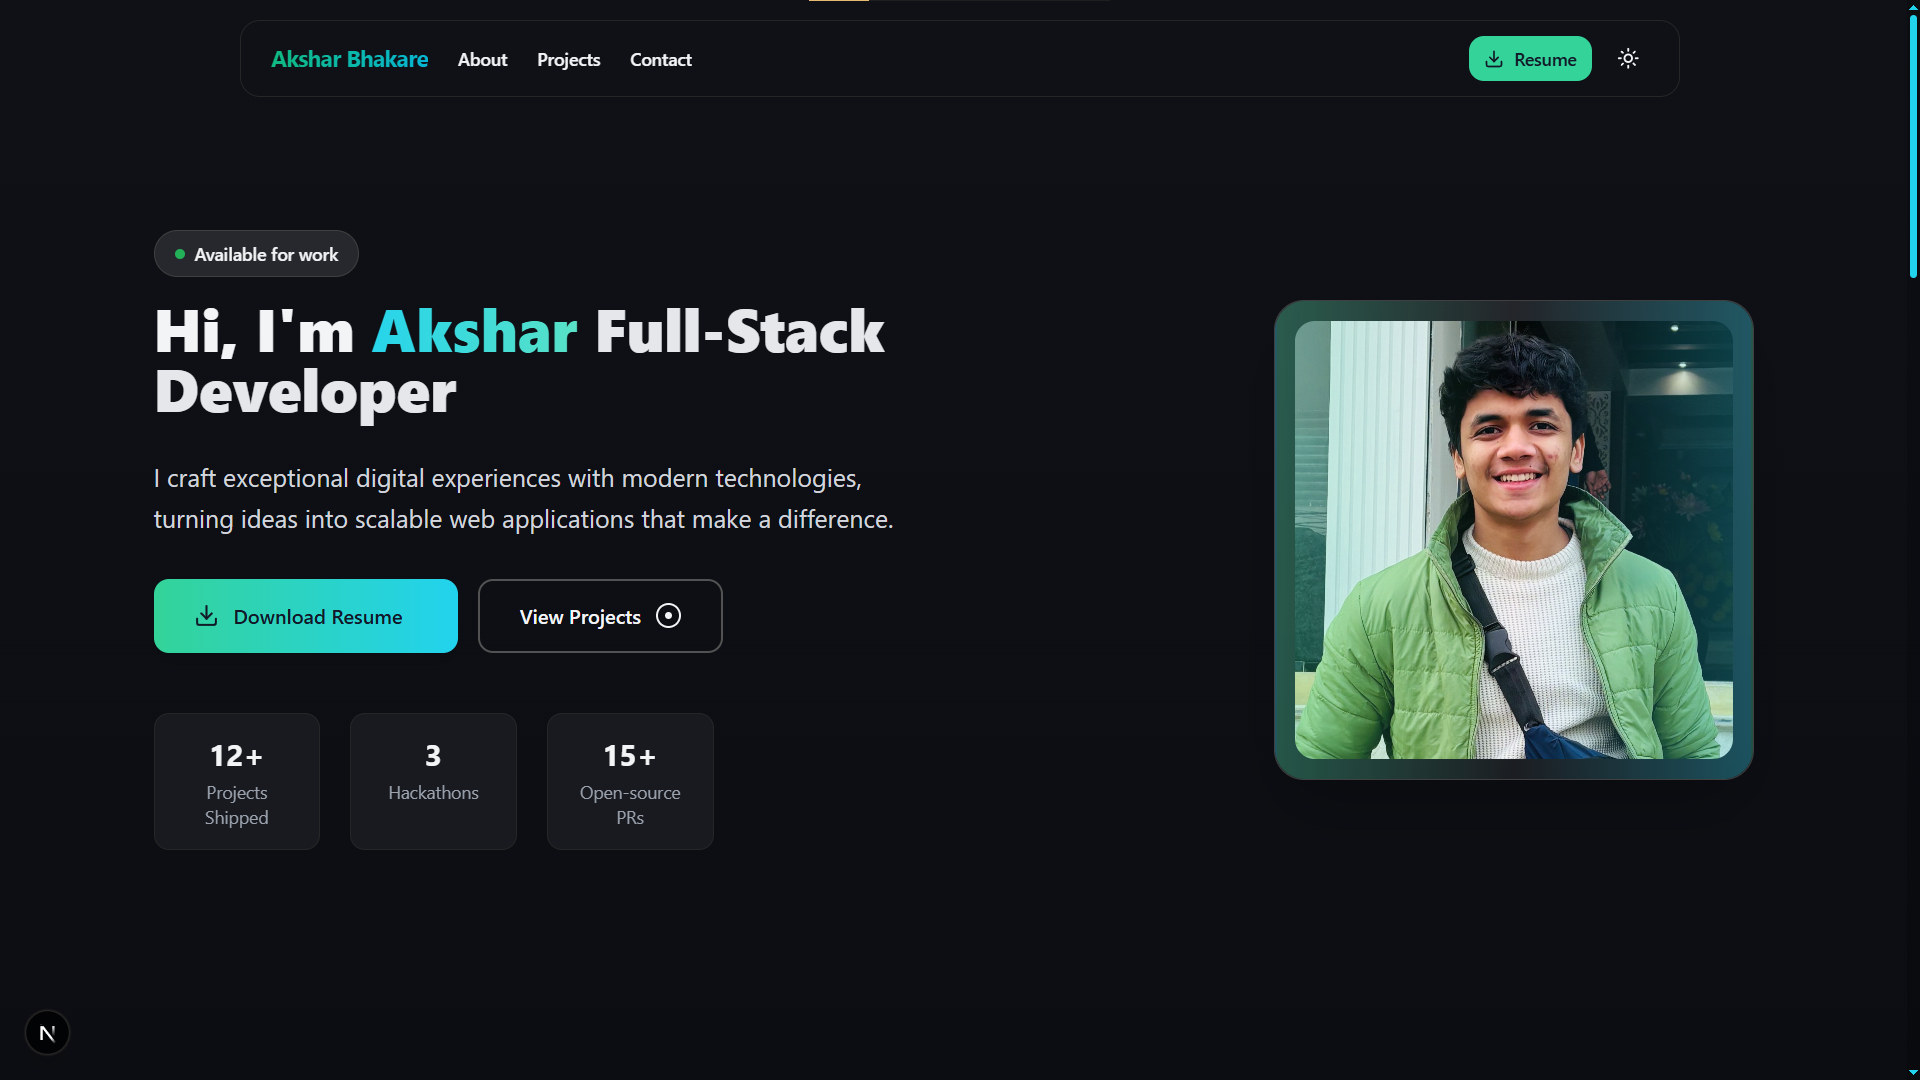 Akshar Bhakare About Projects Contact Resume
Available for work
Hi, I'm Akshar Full-Stack
Developer
I craft exceptional digital experiences with modern technologies,
turning ideas into scalable web applications that make a difference.
Download Resume View Projects
12+ 3 15+
Projects Hackathons Open-source
Shipped PRs
N